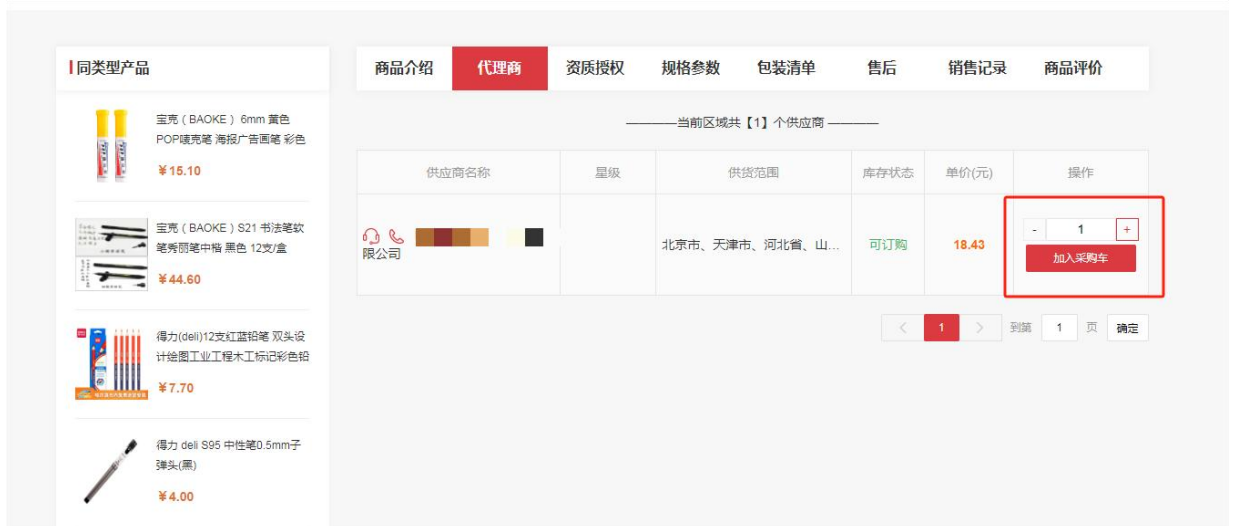 同类型产品
宝克（BAOKE） 6mm 黄色
POP唛克笔 海报广告画笔 彩色
￥15.10
宝克（BAOKE）S21 书法笔软
笔秀丽笔中楷 黑色 12支/盒
￥44.60
得力(deli)12支红蓝铅笔 双头设
计绘图工业工程木工标记彩色铅
￥7.70
得力 deli S95 中性笔0.5mm子
弹头(黑)
￥4.00
商品介绍 代理商 资质授权 规格参数 包装清单 售后 销售记录 商品评价
————当前区域共【1】个供应商 ————
供应商名称 星级 供货范围 库存状态 单价(元) 操作
限公司
北京市、天津市、河北省、山...
可订购
18.43
- 1 +
加入采购车
< 1 > 到第 1 页 确定